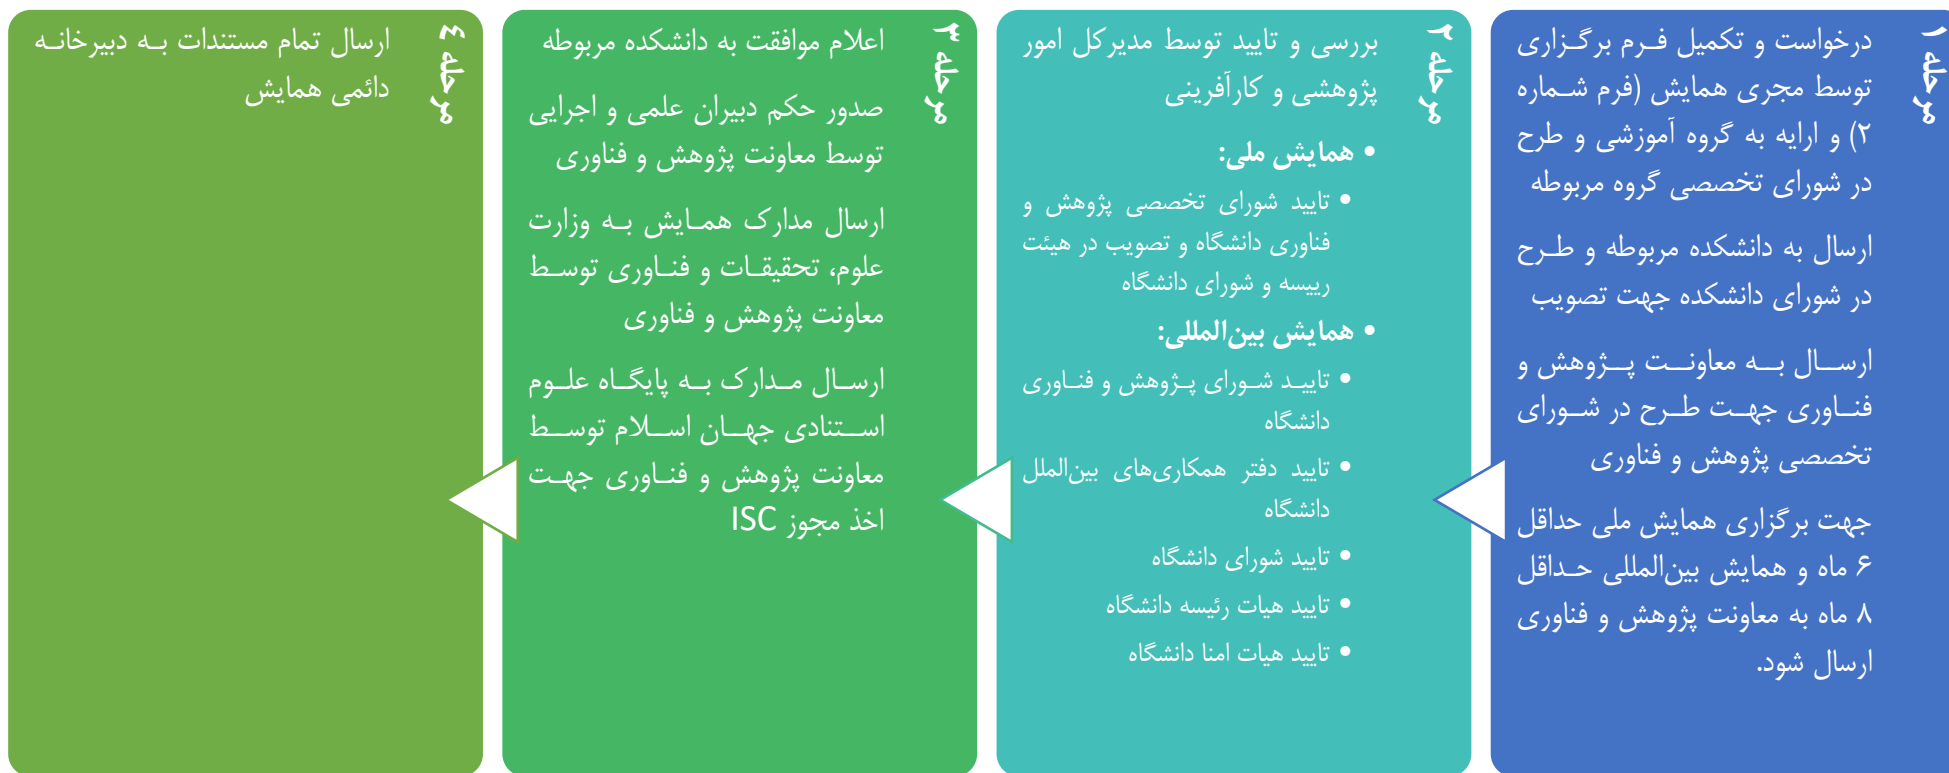 مرحله ۱
درخواست و تکمیل فرم برگزاری
توسط مجری همایش (فرم شماره
۲) و ارایه به گروه آموزشی و طرح
در شورای تخصصی گروه مربوطه
ارسال به دانشکده مربوطه و طرح
در شورای دانشکده جهت تصویب
ارسال به معاونت پژوهش و
فناوری جهت طرح در شورای
تخصصی پژوهش و فناوری
جهت برگزاری همایش ملی حداقل
۶ ماه و همایش بین‌المللی حداقل
۸ ماه به معاونت پژوهش و فناوری
ارسال شود.
مرحله ۲
بررسی و تایید توسط مدیرکل امور
پژوهشی و کارآفرینی
• همایش ملی:
• تایید شورای تخصصی پژوهش و
فناوری دانشگاه و تصویب در هیئت
رییسه و شورای دانشگاه
• همایش بین‌المللی:
• تایید شورای پژوهش و فناوری
دانشگاه
• تایید دفتر همکاری‌های بین‌الملل
دانشگاه
• تایید شورای دانشگاه
• تایید هیات رئیسه دانشگاه
• تایید هیات امنا دانشگاه
مرحله ۳
اعلام موافقت به دانشکده مربوطه
صدور حکم دبیران علمی و اجرایی
توسط معاونت پژوهش و فناوری
ارسال مدارک همایش به وزارت
علوم، تحقیقات و فناوری توسط
معاونت پژوهش و فناوری
ارسال مدارک به پایگاه علوم
استنادی جهان اسلام توسط
معاونت پژوهش و فناوری جهت
اخذ مجوز ISC
مرحله ٤
ارسال تمام مستندات به دبیرخانه
دائمی همایش